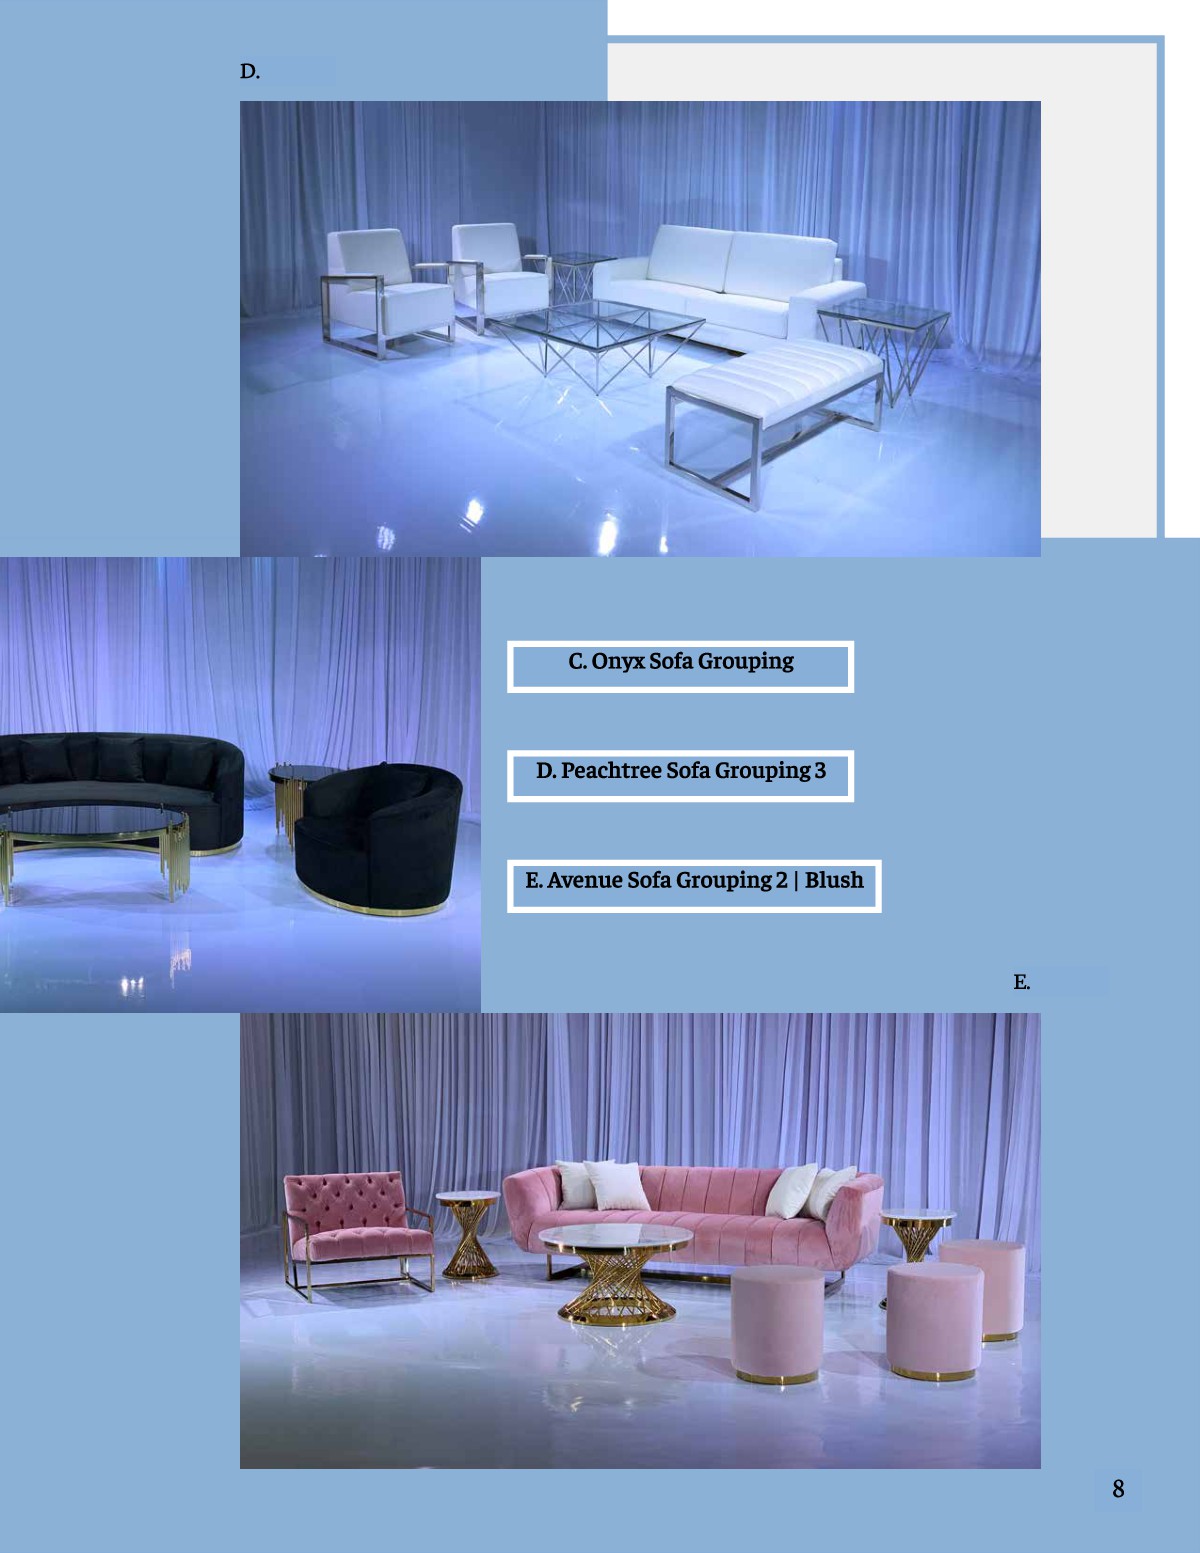 D.
C. Onyx Sofa Grouping
D. Peachtree Sofa Grouping 3
E. Avenue Sofa Grouping 2 | Blush
E.
8